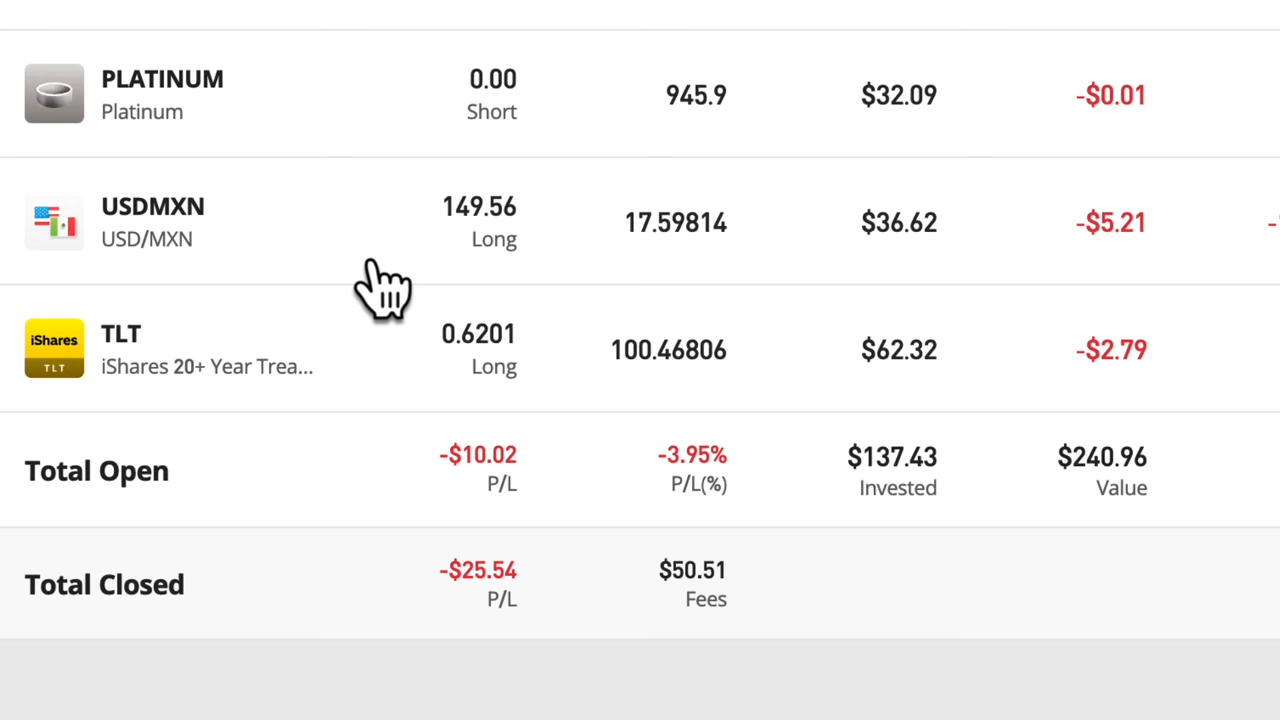 PLATINUM 0.00 945.9 $32.09 -$0.01
Platinum Short
USDMXN 149.56 17.59814 $36.62 -$5.21 -
USD/MXN Long
iShares TLT 0.6201 100.46806 $62.32 -$2.79
TLT iShares 20+ Year Trea... Long
Total Open -$10.02 -3.95% $137.43 $240.96
P/L P/L(%) Invested Value
Total Closed -$25.54 $50.51
P/L Fees